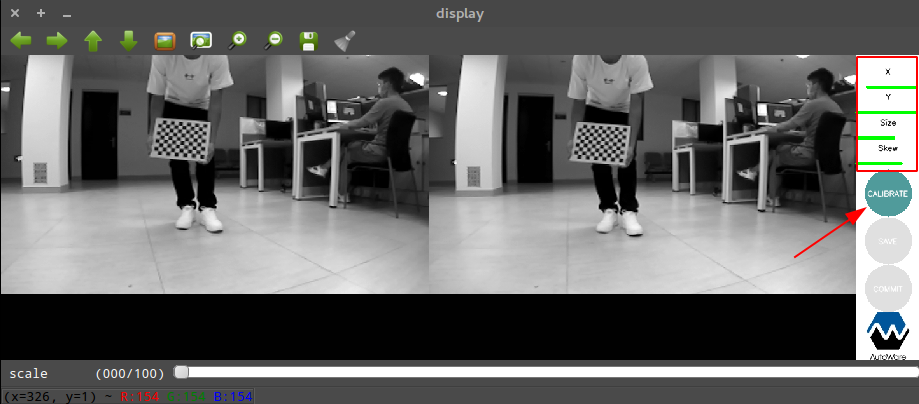 display
X
Y
Size
Skew
CALIBRATE
SAVE
COMMIT
AutoWare
scale (000/100)
(x=326, y=1) ~ R:154 G:154 B:154